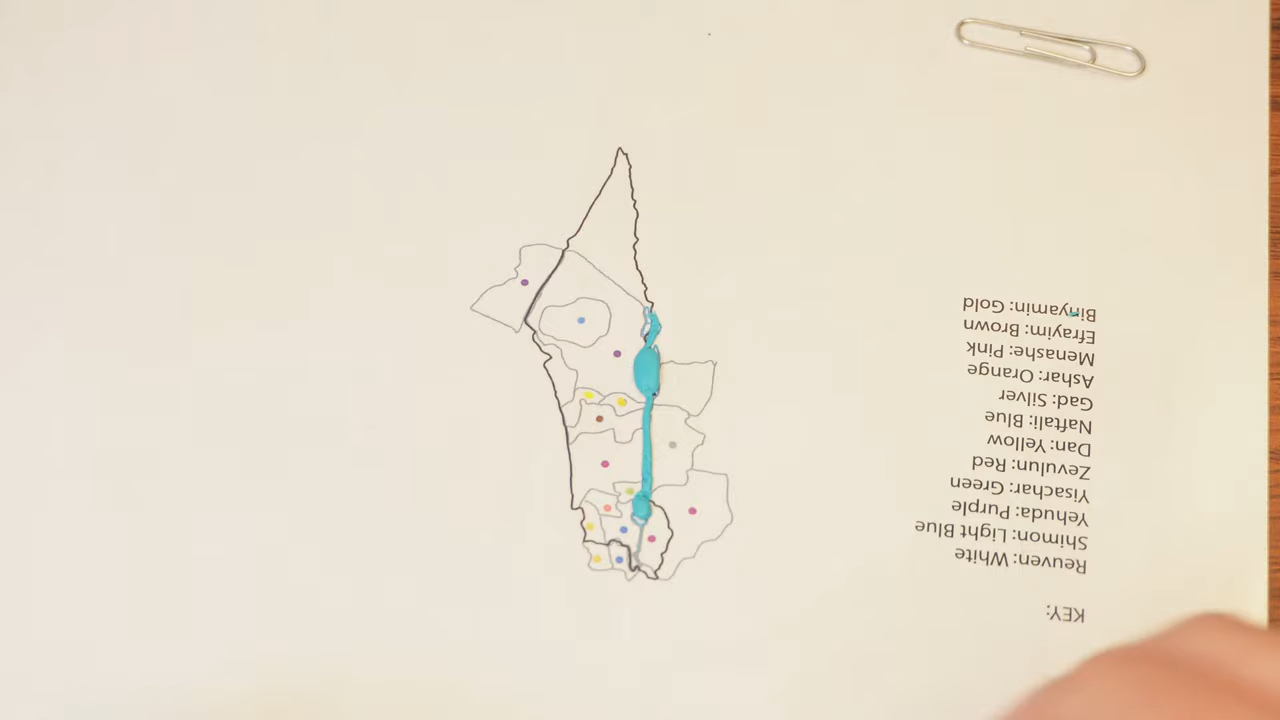 KEY:
Reuven: White
Shimon: Light Blue
Yehuda: Purple
Yisachar: Green
Zevulun: Red
Dan: Yellow
Naftali: Blue
Gad: Silver
Ashar: Orange
Menashe: Pink
Efrayim: Brown
Binyamin: Gold